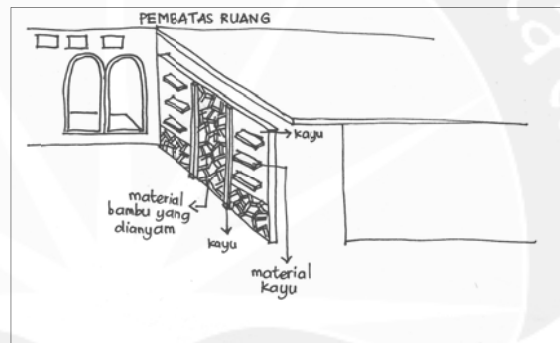 PEMBATAS RUANG
kayu
material
bambu yang
dianyam
kayu
material
kayu